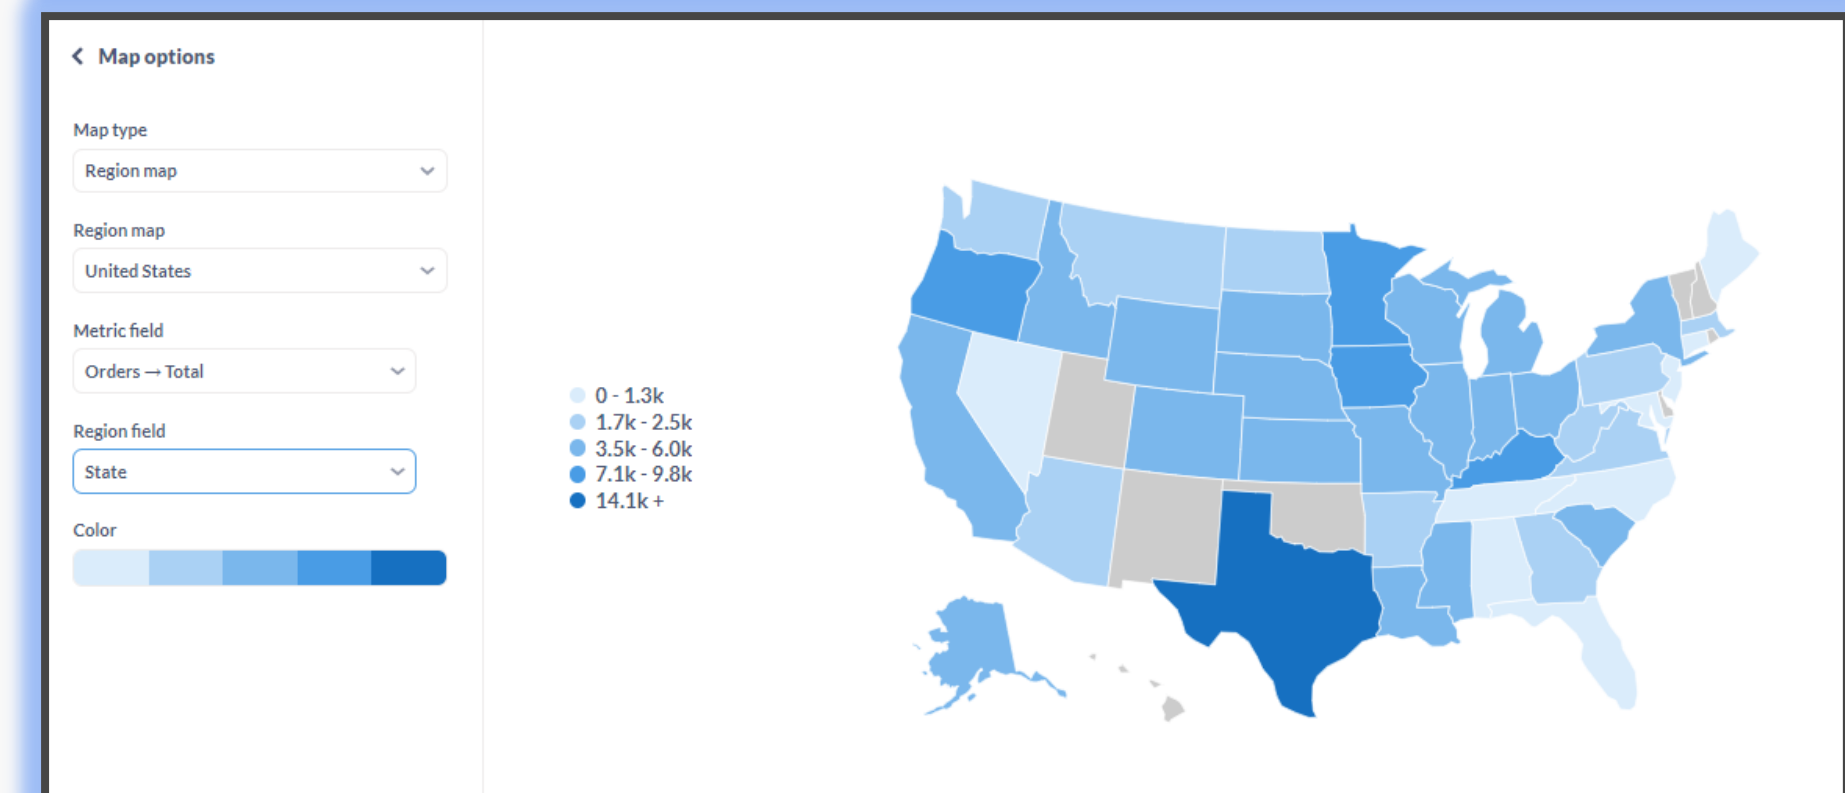 Map options
Map type
Region map
Region map
United States
Metric field
Orders → Total
Region field
State
Color
0 - 1.3k
1.7k - 2.5k
3.5k - 6.0k
7.1k - 9.8k
14.1k +